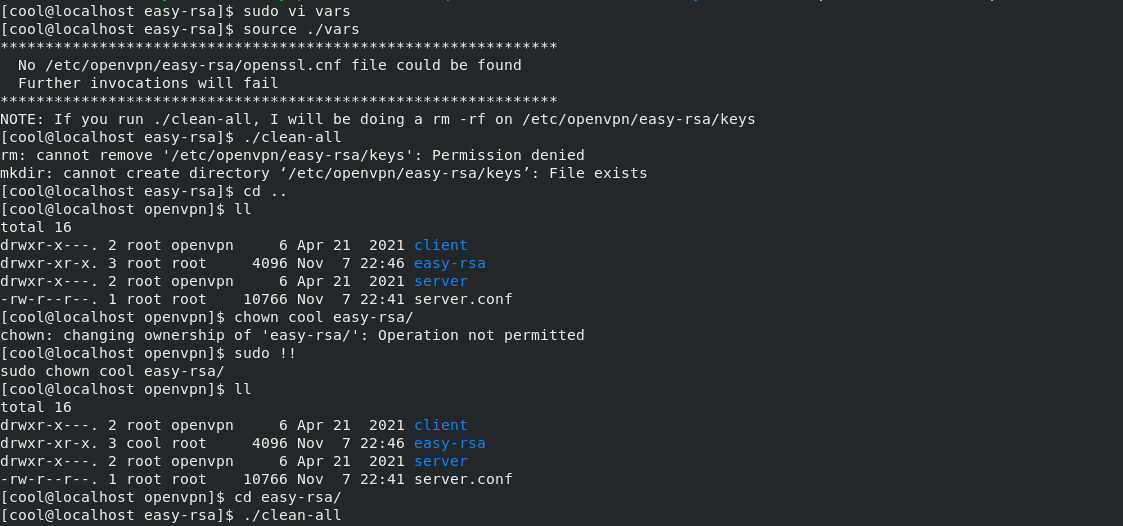 [cool@localhost easy-rsa]$ sudo vi vars
[cool@localhost easy-rsa]$ source ./vars
**************************************************************
  No /etc/openvpn/easy-rsa/openssl.cnf file could be found
  Further invocations will fail
**************************************************************
NOTE: If you run ./clean-all, I will be doing a rm -rf on /etc/openvpn/easy-rsa/keys
[cool@localhost easy-rsa]$ ./clean-all
rm: cannot remove '/etc/openvpn/easy-rsa/keys': Permission denied
mkdir: cannot create directory ‘/etc/openvpn/easy-rsa/keys’: File exists
[cool@localhost easy-rsa]$ cd ..
[cool@localhost openvpn]$ ll
total 16
drwxr-x---. 2 root openvpn     6 Apr 21  2021 client
drwxr-xr-x. 3 root root     4096 Nov  7 22:46 easy-rsa
drwxr-x---. 2 root openvpn     6 Apr 21  2021 server
-rw-r--r--. 1 root root    10766 Nov  7 22:41 server.conf
[cool@localhost openvpn]$ chown cool easy-rsa/
chown: changing ownership of 'easy-rsa/': Operation not permitted
[cool@localhost openvpn]$ sudo !!
sudo chown cool easy-rsa/
[cool@localhost openvpn]$ ll
total 16
drwxr-x---. 2 root openvpn     6 Apr 21  2021 client
drwxr-xr-x. 3 cool root     4096 Nov  7 22:46 easy-rsa
drwxr-x---. 2 root openvpn     6 Apr 21  2021 server
-rw-r--r--. 1 root root    10766 Nov  7 22:41 server.conf
[cool@localhost openvpn]$ cd easy-rsa/
[cool@localhost easy-rsa]$ ./clean-all